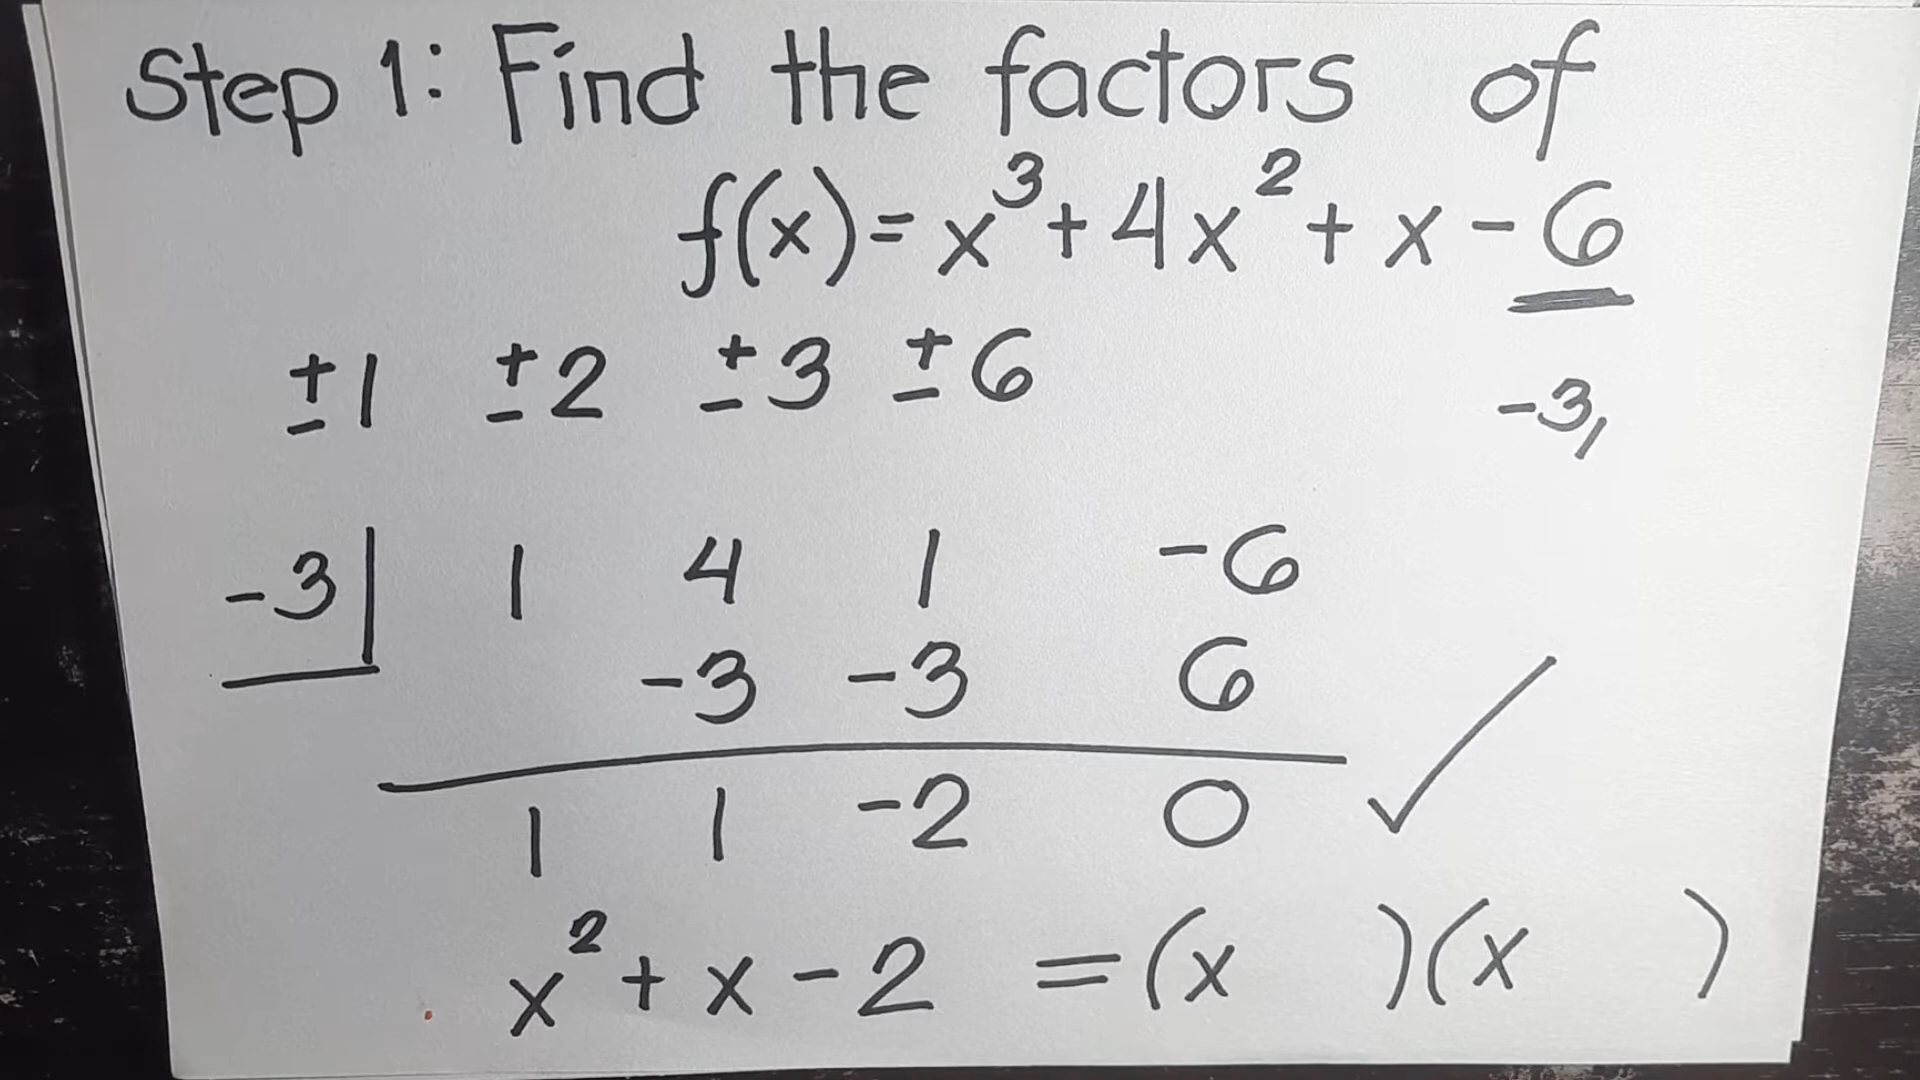 Step 1: Find the factors of
f(x) = x³ + 4x² + x - 6
±1 ±2 ±3 ±6
-3,
-3 1 4 1 -6
-3 -3 6
1 1 -2 0 ✓
x² + x - 2 = (x )(x )